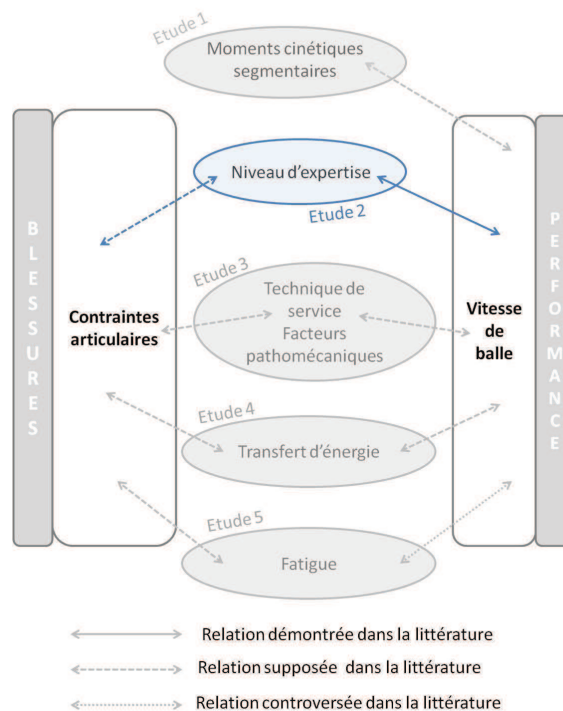 Etude 1
Moments cinétiques
segmentaires
Niveau d'expertise
Etude 2
BLESSURES
Contraintes
articulaires
Etude 3
Technique de
service
Facteurs
pathomécaniques
Vitesse
de
balle
PERFORMANCE
Etude 4
Transfert d'énergie
Etude 5
Fatigue
Relation démontrée dans la littérature
Relation supposée dans la littérature
Relation controversée dans la littérature